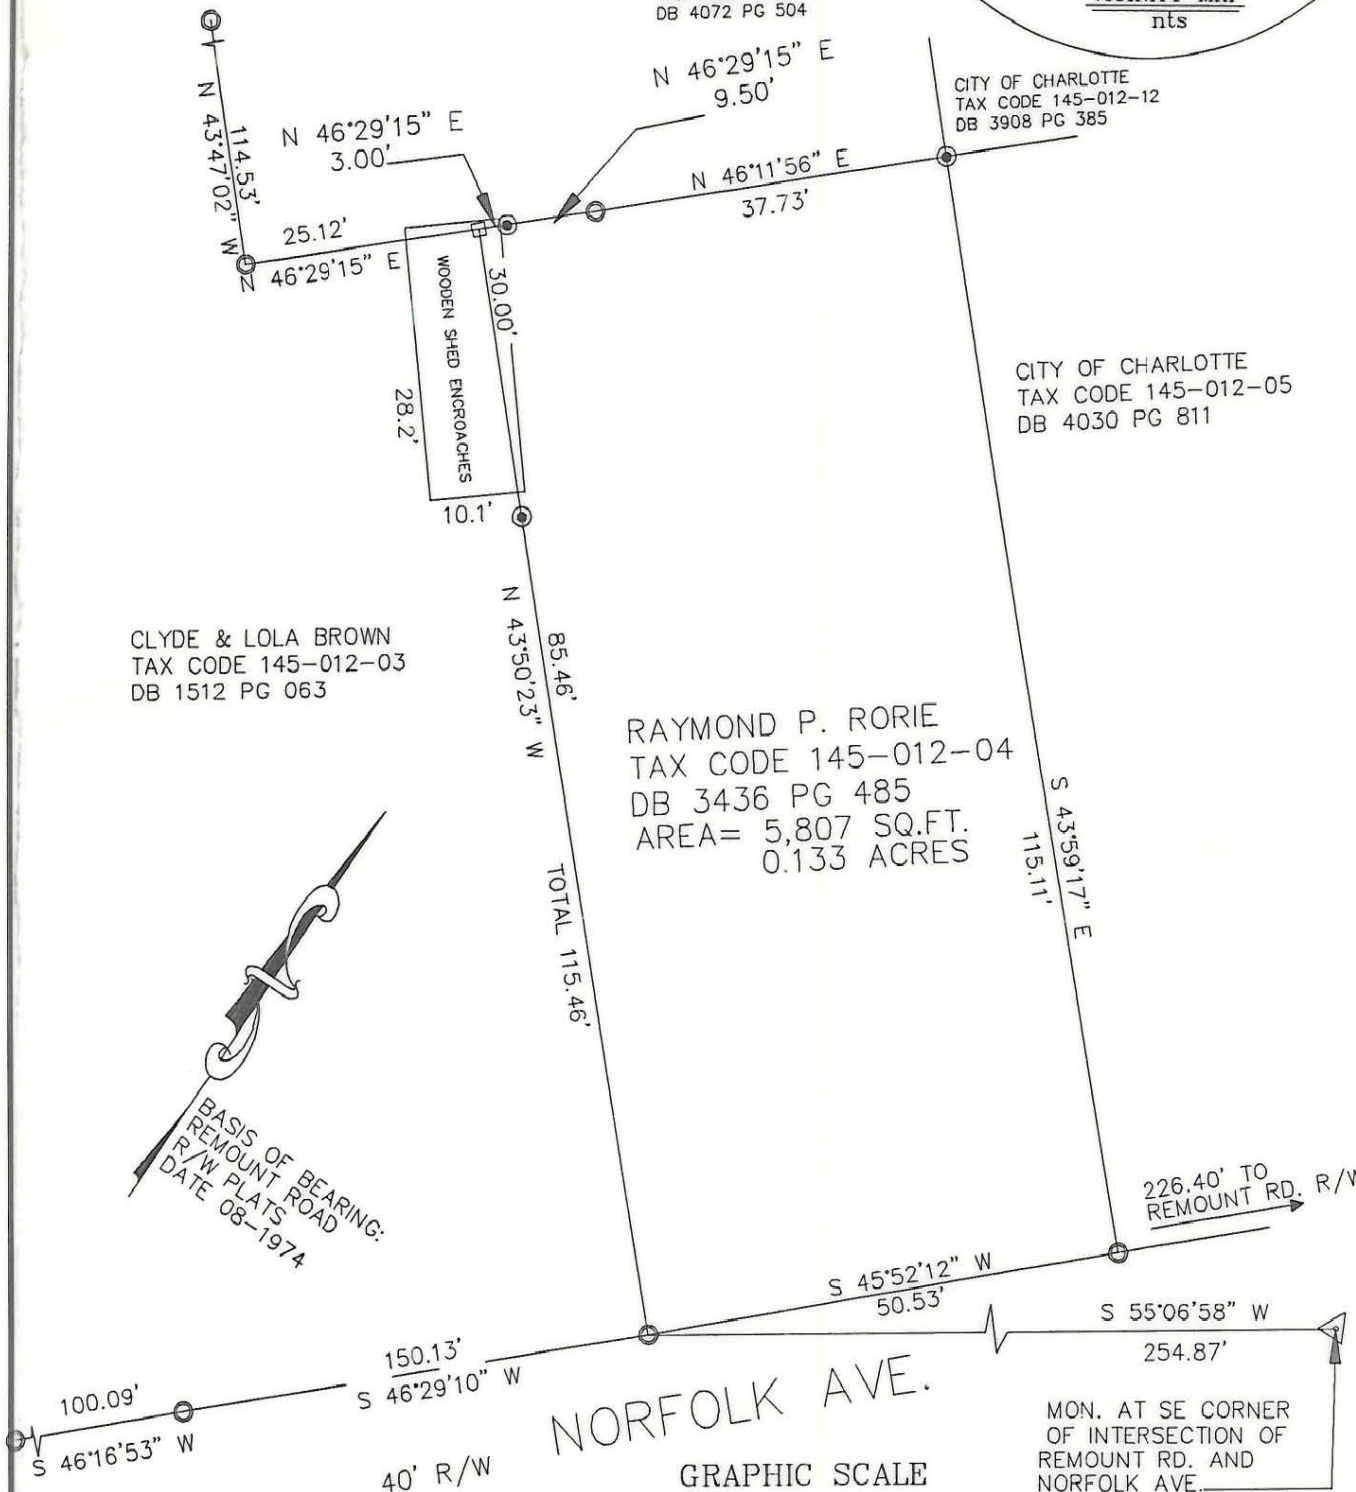 DB 4072 PG 504
nts
N 46°29'15" E
9.50'
CITY OF CHARLOTTE
TAX CODE 145-012-12
DB 3908 PG 385
N 43°47'02" W
114.53'
N 46°29'15" E
3.00'
N 46°11'56" E
37.73'
25.12'
N 46°29'15" E
WOODEN SHED ENCROACHES
30.00'
28.2'
10.1'
CITY OF CHARLOTTE
TAX CODE 145-012-05
DB 4030 PG 811
CLYDE & LOLA BROWN
TAX CODE 145-012-03
DB 1512 PG 063
N 43°50'23" W
85.46'
TOTAL 115.46'
RAYMOND P. RORIE
TAX CODE 145-012-04
DB 3436 PG 485
AREA= 5,807 SQ.FT.
0.133 ACRES
S 43°59'17" E
115.11'
BASIS OF BEARING:
REMOUNT ROAD
R/W PLATS
DATE 08-1974
226.40' TO
REMOUNT RD. R/W
S 45°52'12" W
50.53'
S 55°06'58" W
254.87'
150.13'
S 46°29'10" W
100.09'
S 46°16'53" W
NORFOLK AVE.
40' R/W
GRAPHIC SCALE
MON. AT SE CORNER
OF INTERSECTION OF
REMOUNT RD. AND
NORFOLK AVE.